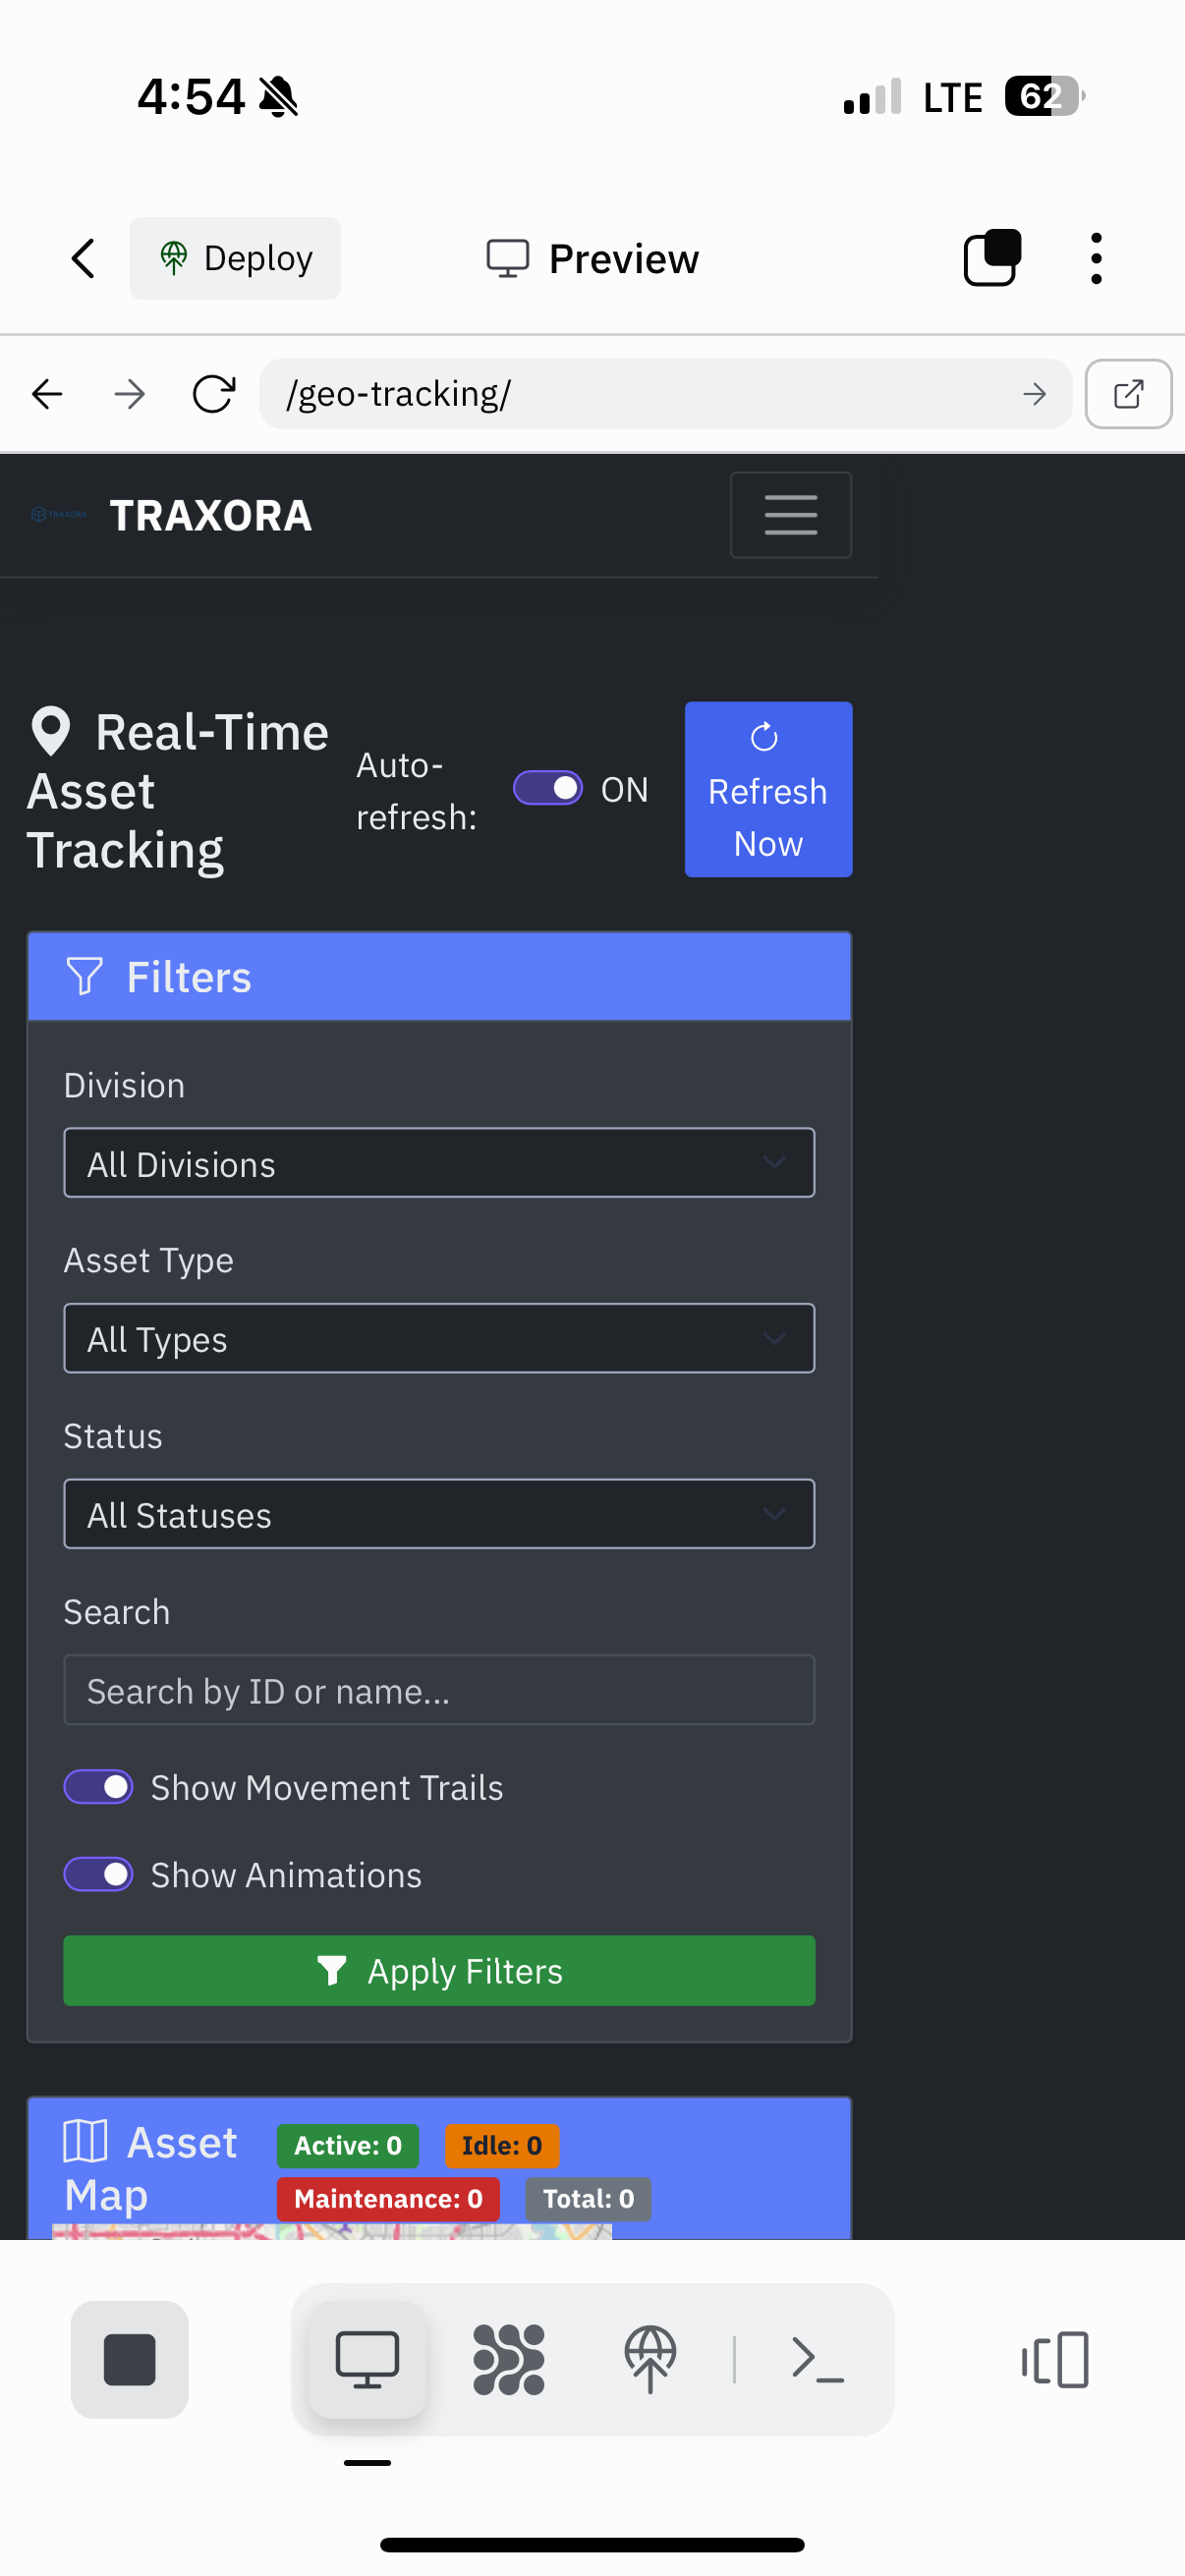 4:54
LTE 62
Deploy
Preview
/geo-tracking/
TRAXORA
TRAXORA
Real-Time
Asset
Tracking
Auto-
refresh:
ON
Refresh
Now
Filters
Division
All Divisions
Asset Type
All Types
Status
All Statuses
Search
Search by ID or name...
Show Movement Trails
Show Animations
Apply Filters
Asset
Map
Active: 0
Idle: 0
Maintenance: 0
Total: 0